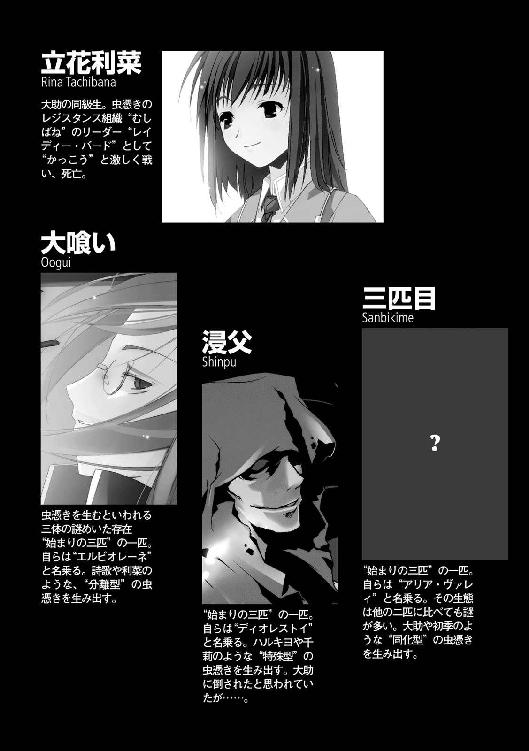 立花利菜
Rina Tachibana
大助の同級生。虫憑きの
レジスタンス組織“むし
ばね”のリーダー“レイ
ディー・バード”として
“かっこう”と激しく戦
い、死亡。
大喰い
Oogui
虫憑きを生むといわれる
三体の謎めいた存在
“始まりの三匹”の一匹。
自らは“エルビオレーネ”
と名乗る。詩歌や利菜の
ような、“分離型”の虫
憑きを生み出す。
浸父
Shinpu
“始まりの三匹”の一匹。
自らは“ディオレストイ”
と名乗る。ハルキヨや千
莉のような“特殊型”の
虫憑きを生み出す。大助
に倒されたと思われてい
たが……。
三匹目
Sanbikime
?
“始まりの三匹”の一匹。
自らは“アリア・ヴァレ
ィ”と名乗る。その生態
は他の二匹に比べても謎
が多い。大助や初季のよ
うな“同化型”の虫憑き
を生み出す。